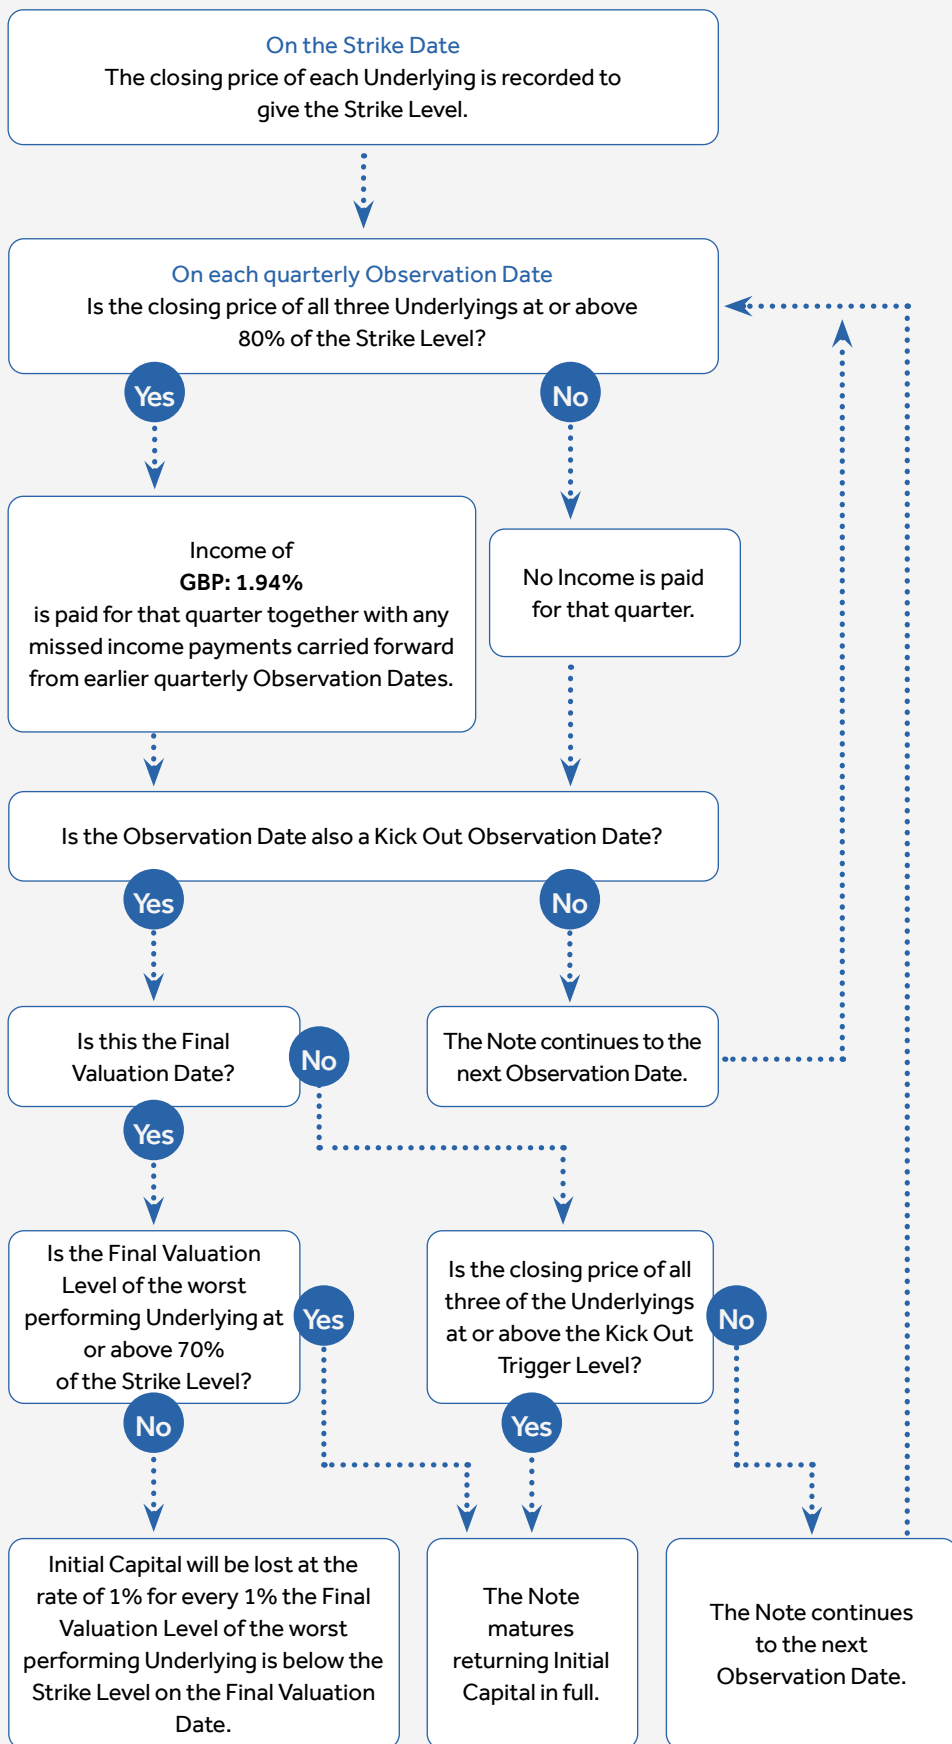 On the Strike Date
The closing price of each Underlying is recorded to
give the Strike Level.
On each quarterly Observation Date
Is the closing price of all three Underlyings at or above
80% of the Strike Level?
Yes
No
Income of
GBP: 1.94%
is paid for that quarter together with any
missed income payments carried forward
from earlier quarterly Observation Dates.
No Income is paid
for that quarter.
Is the Observation Date also a Kick Out Observation Date?
Yes
No
Is this the Final
Valuation Date?
No
The Note continues to the
next Observation Date.
Yes
Is the Final Valuation
Level of the worst
performing Underlying at
or above 70%
of the Strike Level?
Yes
Is the closing price of all
three of the Underlyings
at or above the Kick Out
Trigger Level?
No
No
Yes
Initial Capital will be lost at the
rate of 1% for every 1% the Final
Valuation Level of the worst
performing Underlying is below the
Strike Level on the Final Valuation
Date.
The Note
matures
returning Initial
Capital in full.
The Note continues
to the next
Observation Date.